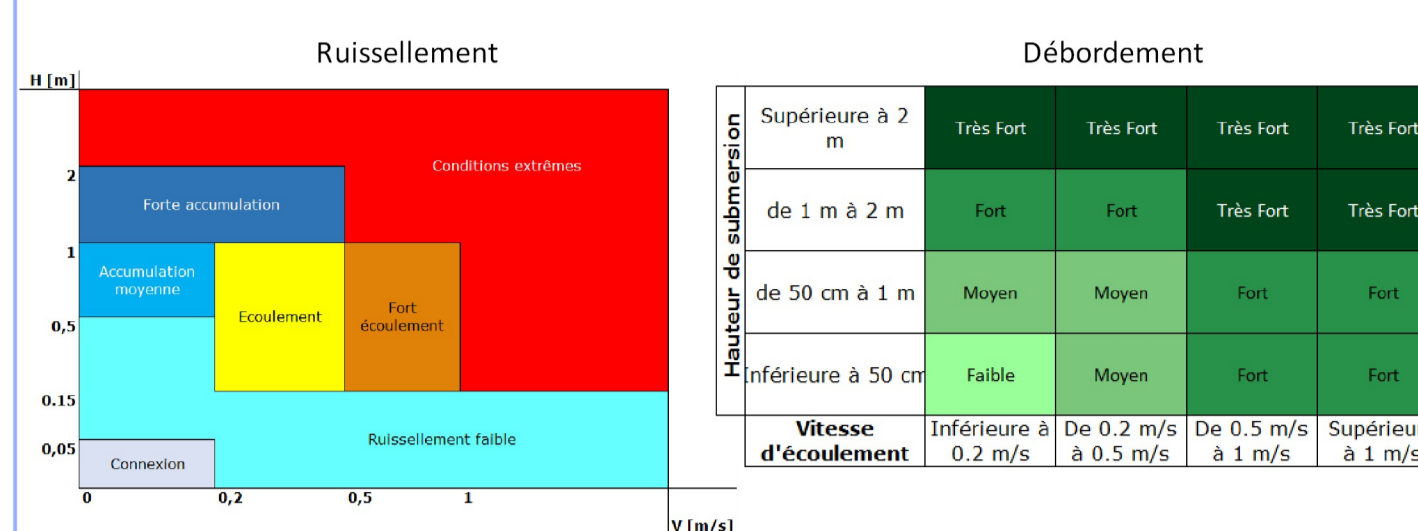 Ruissellement
Débordement
H [m]
Conditions extrêmes
2
Forte accumulation
1
Accumulation
moyenne
Ecoulement
Fort
écoulement
0,5
0.15
Ruissellement faible
0,05
Connexion
0
0,2
0,5
1
V [m/s]
Hauteur de submersion
Supérieure à 2
m
Très Fort
Très Fort
Très Fort
Très Fort
de 1 m à 2 m
Fort
Fort
Très Fort
Très Fort
de 50 cm à 1 m
Moyen
Moyen
Fort
Fort
Inférieure à 50 cm
Faible
Moyen
Fort
Fort
Vitesse
d'écoulement
Inférieure à
0.2 m/s
De 0.2 m/s
à 0.5 m/s
De 0.5 m/s
à 1 m/s
Supérieur
à 1 m/s